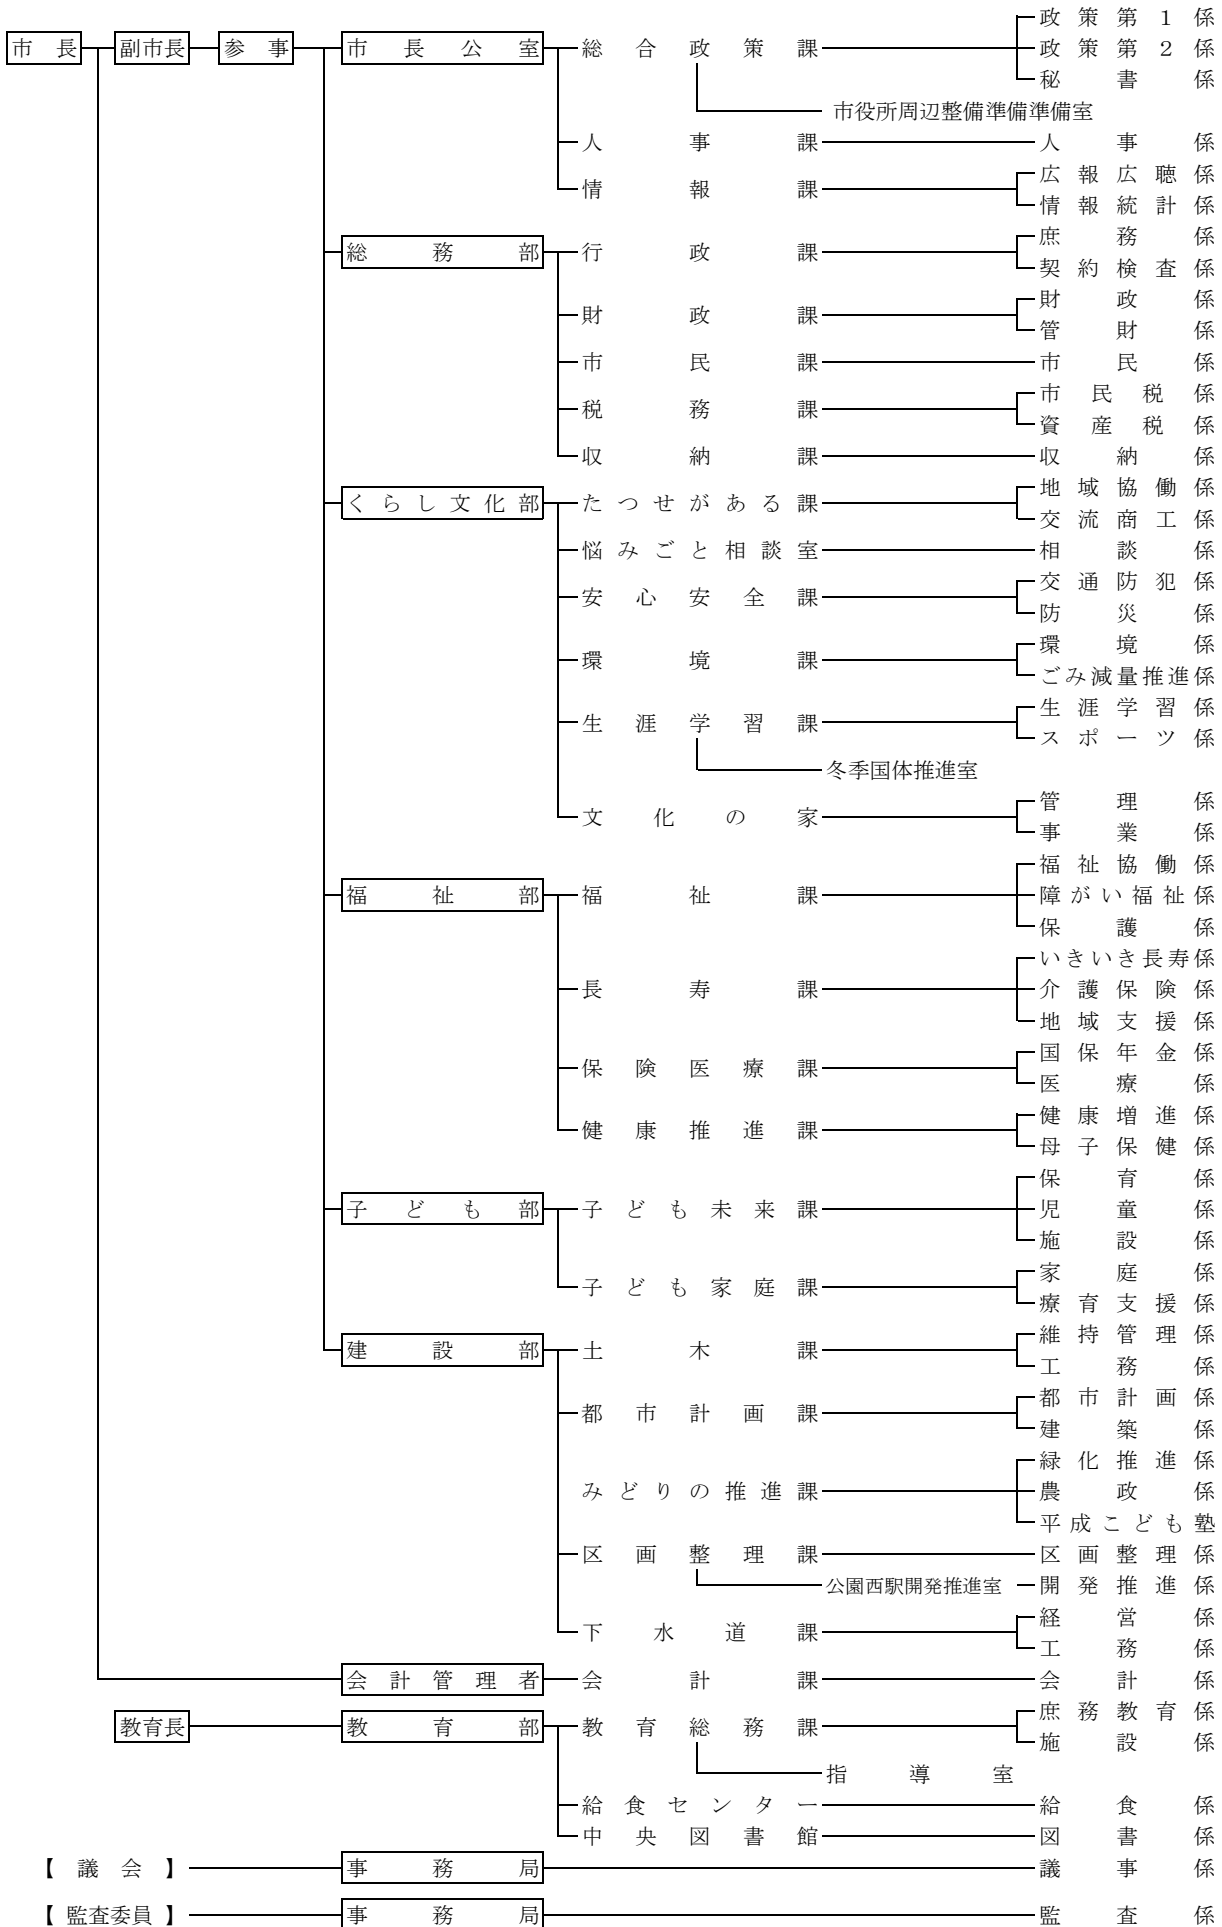 政策第１係
市長 副市長 参事 市長公室 総合政策課 政策第２係
秘書係
市役所周辺整備準備準備室
人事課 人事係
広報広聴係
情報課
情報統計係
庶務係
総務部 行政課
契約検査係
財政係
財政課
管財係
市民課 市民係
市民税係
税務課
資産税係
収納課 収納係
地域協働係
くらし文化部 たつせがある課
交流商工係
悩みごと相談室 相談係
交通防犯係
安心安全課
防災係
環境係
環境課
ごみ減量推進係
生涯学習係
生涯学習課
スポーツ係
冬季国体推進室
管理係
文化の家
事業係
福祉協働係
福祉部 福祉課 障がい福祉係
保護係
いきいき長寿係
長寿課 介護保険係
地域支援係
国保年金係
保険医療課
医療係
健康増進係
健康推進課
母子保健係
保育係
子ども部 子ども未来課 児童係
施設係
家庭係
子ども家庭課
療育支援係
維持管理係
建設部 土木課
工務係
都市計画係
都市計画課
建築係
緑化推進係
みどりの推進課 農政係
平成こども塾
区画整理課 区画整理係
公園西駅開発推進室 開発推進係
経営係
下水道課
工務係
会計管理者 会計課 会計係
庶務教育係
教育長 教育部 教育総務課
施設係
指導室
給食センター 給食係
中央図書館 図書係
【議会】 事務局 議事係
【監査委員】 事務局 監査係